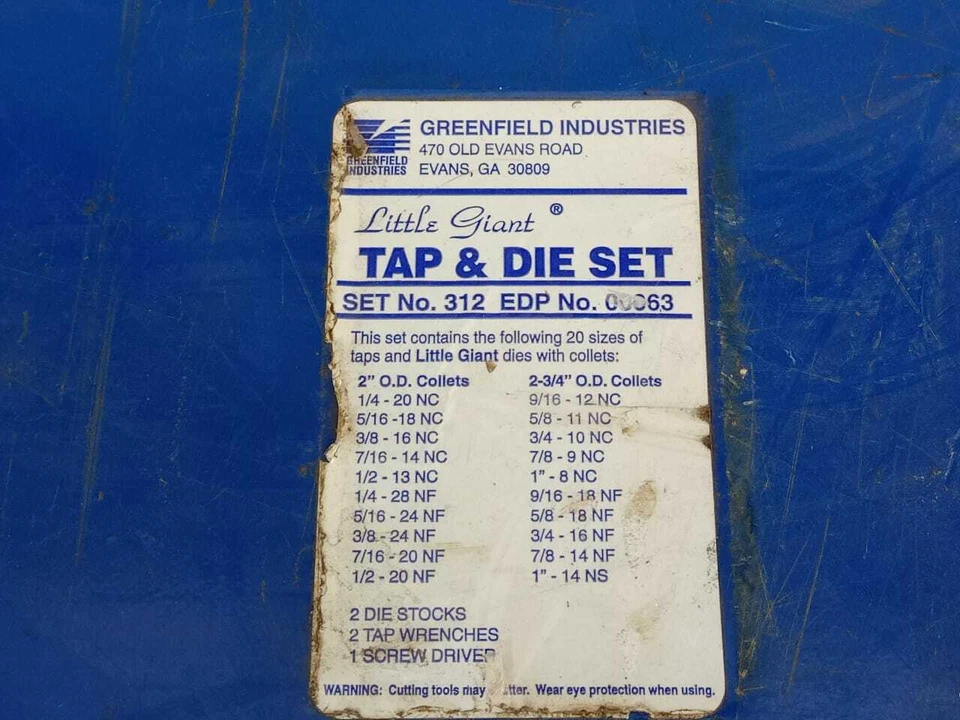 GREENFIELD INDUSTRIES
GREENFIELD INDUSTRIES
470 OLD EVANS ROAD
EVANS, GA 30809
Little Giant ®
TAP & DIE SET
SET No. 312 EDP No.
This set contains the following 20 sizes of
taps and Little Giant dies with collets:
2" O.D. Collets
1/4 - 20 NC
5/16 -18 NC
3/8 - 16 NC
7/16 - 14 NC
1/2 - 13 NC
1/4 - 28 NF
5/16 - 24 NF
3/8 - 24 NF
7/16 - 20 NF
1/2 - 20 NF
2-3/4" O.D. Collets
9/16 - 12 NC
5/8 - 11 NC
3/4 - 10 NC
7/8 - 9 NC
1" - 8 NC
9/16 - 18 NF
5/8 - 18 NF
3/4 - 16 NF
7/8 - 14 NF
1" - 14 NS
2 DIE STOCKS
2 TAP WRENCHES
1 SCREW DRIVER
WARNING: Cutting tools may Wear eye protection when using.